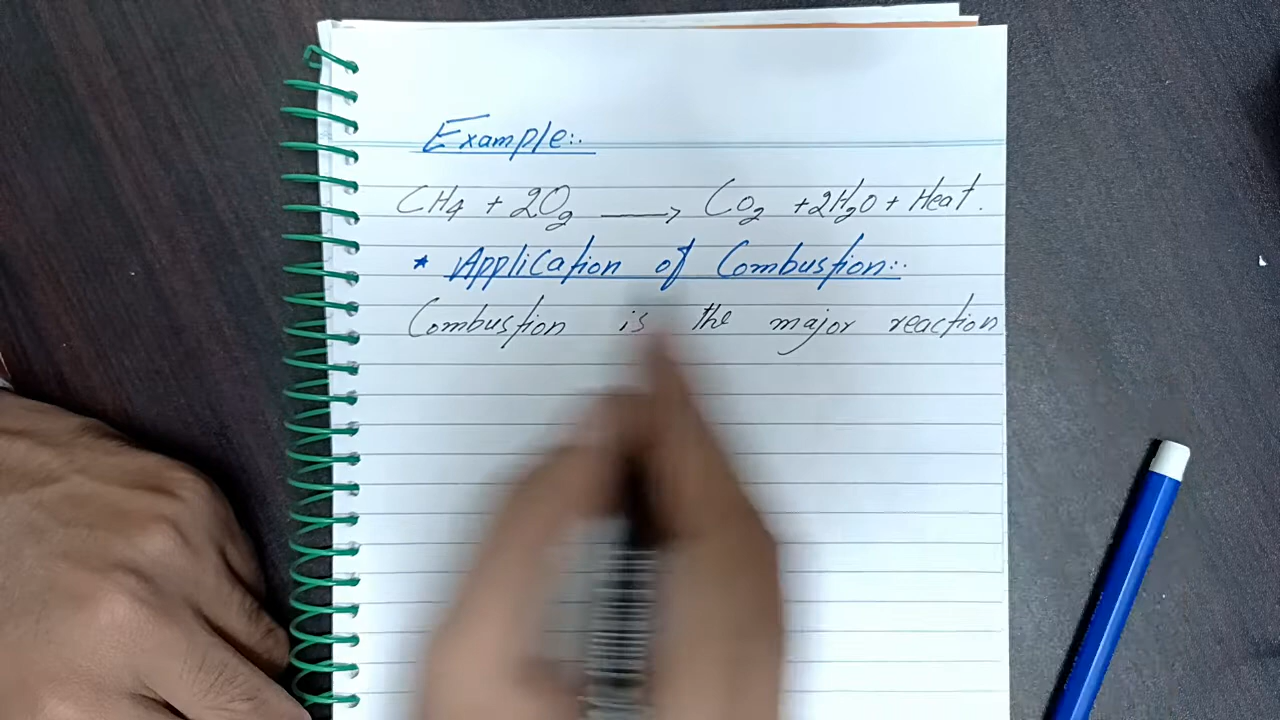 Example:.
CH4 + 2O2 ⟶ CO2 + 2H2O + Heat.
* Application of Combustion:.
Combustion is the major reaction